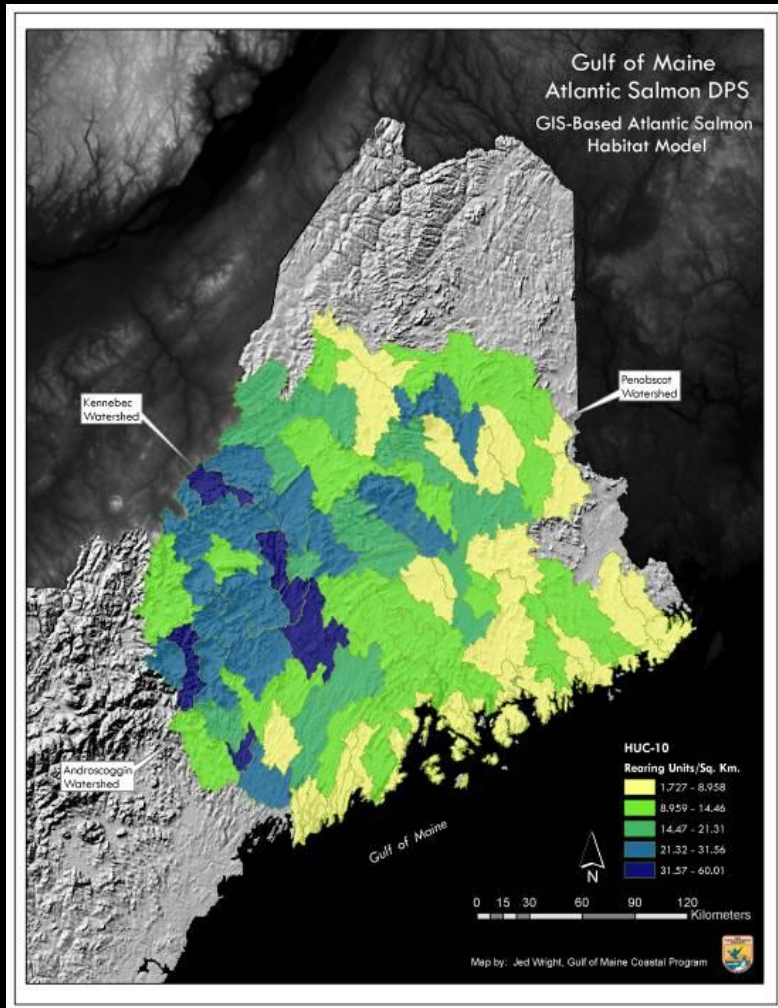 Gulf of Maine
Atlantic Salmon DPS
GIS-Based Atlantic Salmon
Habitat Model
Penobscot
Watershed
Kennebec
Watershed
Androscoggin
Watershed
Gulf of Maine
HUC-10
Rearing Units/Sq. Km.
1.727 - 8.958
8.959 - 14.46
14.47 - 21.31
21.32 - 31.56
31.57 - 60.01
N
0 15 30 60 90 120
Kilometers
Map by: Jed Wright, Gulf of Maine Coastal Program